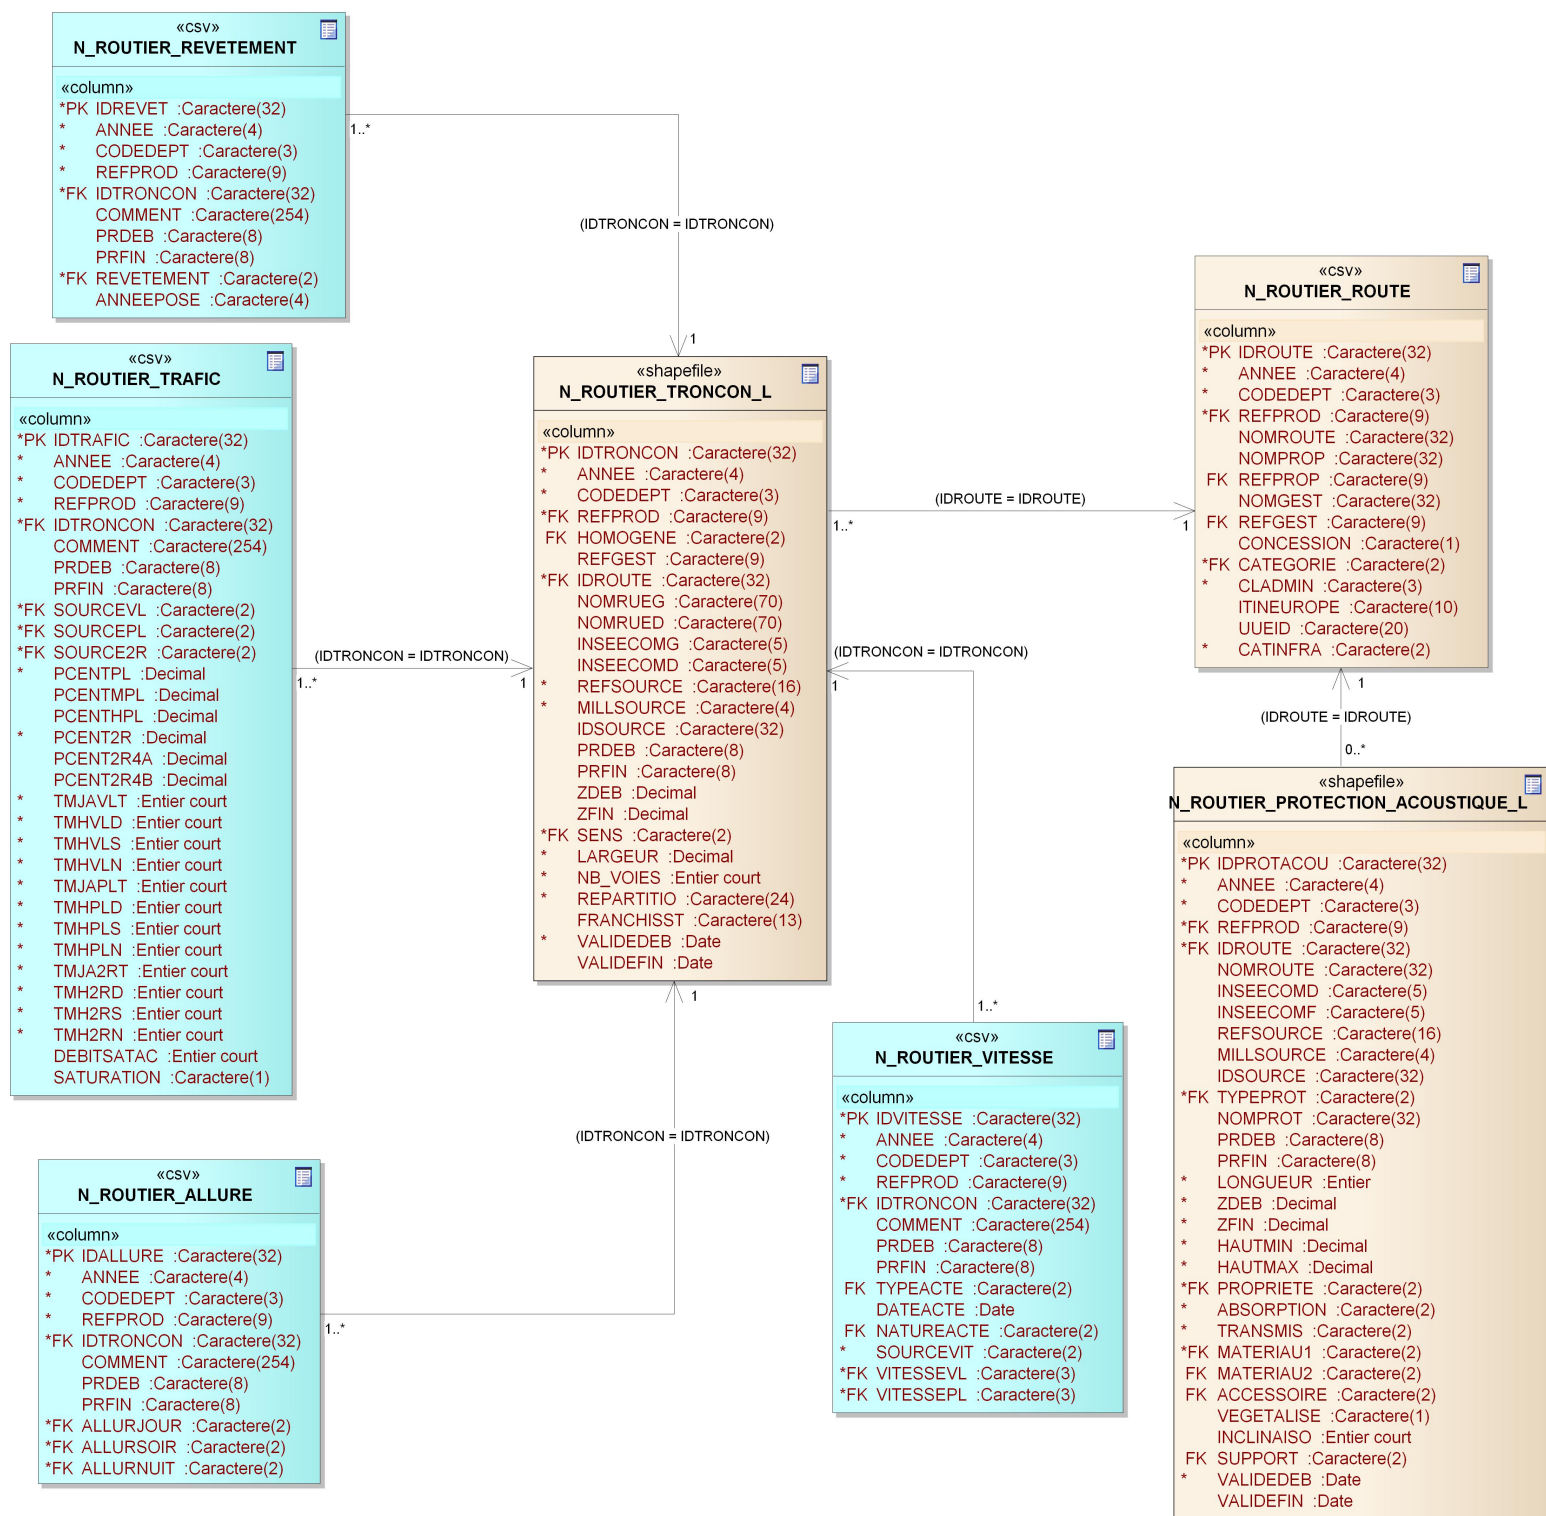 «csv»
N_ROUTIER_REVETEMENT
«column»
*PK IDREVET :Caractere(32)
* ANNEE :Caractere(4)
* CODEDEPT :Caractere(3)
* REFPROD :Caractere(9)
*FK IDTRONCON :Caractere(32)
COMMENT :Caractere(254)
PRDEB :Caractere(8)
PRFIN :Caractere(8)
*FK REVETEMENT :Caractere(2)
ANNEEPOSE :Caractere(4)
1..*
(IDTRONCON = IDTRONCON)
1
«csv»
N_ROUTIER_TRAFIC
«column»
*PK IDTRAFIC :Caractere(32)
* ANNEE :Caractere(4)
* CODEDEPT :Caractere(3)
* REFPROD :Caractere(9)
*FK IDTRONCON :Caractere(32)
COMMENT :Caractere(254)
PRDEB :Caractere(8)
PRFIN :Caractere(8)
*FK SOURCEVL :Caractere(2)
*FK SOURCEPL :Caractere(2)
*FK SOURCE2R :Caractere(2)
* PCENTPL :Decimal
PCENTMPL :Decimal
PCENTHPL :Decimal
* PCENT2R :Decimal
PCENT2R4A :Decimal
PCENT2R4B :Decimal
* TMJAVLT :Entier court
* TMHVLD :Entier court
* TMHVLS :Entier court
* TMHVLN :Entier court
* TMJAPLT :Entier court
* TMHPLD :Entier court
* TMHPLS :Entier court
* TMHPLN :Entier court
* TMJA2RT :Entier court
* TMH2RD :Entier court
* TMH2RS :Entier court
* TMH2RN :Entier court
DEBITSATAC :Entier court
SATURATION :Caractere(1)
(IDTRONCON = IDTRONCON)
1..*
1
«shapefile»
N_ROUTIER_TRONCON_L
«column»
*PK IDTRONCON :Caractere(32)
* ANNEE :Caractere(4)
* CODEDEPT :Caractere(3)
*FK REFPROD :Caractere(9)
FK HOMOGENE :Caractere(2)
REFGEST :Caractere(9)
*FK IDROUTE :Caractere(32)
NOMRUEG :Caractere(70)
NOMRUED :Caractere(70)
INSEECOMG :Caractere(5)
INSEECOMD :Caractere(5)
* REFSOURCE :Caractere(16)
* MILLSOURCE :Caractere(4)
IDSOURCE :Caractere(32)
PRDEB :Caractere(8)
PRFIN :Caractere(8)
ZDEB :Decimal
ZFIN :Decimal
*FK SENS :Caractere(2)
* LARGEUR :Decimal
* NB_VOIES :Entier court
* REPARTITIO :Caractere(24)
FRANCHISST :Caractere(13)
* VALIDEDEB :Date
VALIDEFIN :Date
(IDROUTE = IDROUTE)
1..*
1
«csv»
N_ROUTIER_ROUTE
«column»
*PK IDROUTE :Caractere(32)
* ANNEE :Caractere(4)
* CODEDEPT :Caractere(3)
*FK REFPROD :Caractere(9)
NOMROUTE :Caractere(32)
NOMPROP :Caractere(32)
FK REFPROP :Caractere(9)
NOMGEST :Caractere(32)
FK REFGEST :Caractere(9)
CONCESSION :Caractere(1)
*FK CATEGORIE :Caractere(2)
* CLADMIN :Caractere(3)
ITINEUROPE :Caractere(10)
UUEID :Caractere(20)
* CATINFRA :Caractere(2)
1
(IDROUTE = IDROUTE)
0..*
«shapefile»
N_ROUTIER_PROTECTION_ACOUSTIQUE_L
«column»
*PK IDPROTACOU :Caractere(32)
* ANNEE :Caractere(4)
* CODEDEPT :Caractere(3)
*FK REFPROD :Caractere(9)
*FK IDROUTE :Caractere(32)
NOMROUTE :Caractere(32)
INSEECOMD :Caractere(5)
INSEECOMF :Caractere(5)
REFSOURCE :Caractere(16)
MILLSOURCE :Caractere(4)
IDSOURCE :Caractere(32)
*FK TYPEPROT :Caractere(2)
NOMPROT :Caractere(32)
PRDEB :Caractere(8)
PRFIN :Caractere(8)
* LONGUEUR :Entier
* ZDEB :Decimal
* ZFIN :Decimal
* HAUTMIN :Decimal
* HAUTMAX :Decimal
*FK PROPRIETE :Caractere(2)
* ABSORPTION :Caractere(2)
* TRANSMIS :Caractere(2)
*FK MATERIAU1 :Caractere(2)
FK MATERIAU2 :Caractere(2)
FK ACCESSOIRE :Caractere(2)
VEGETALISE :Caractere(1)
INCLINAISO :Entier court
FK SUPPORT :Caractere(2)
* VALIDEDEB :Date
VALIDEFIN :Date
(IDTRONCON = IDTRONCON)
1
1..*
«csv»
N_ROUTIER_VITESSE
«column»
*PK IDVITESSE :Caractere(32)
* ANNEE :Caractere(4)
* CODEDEPT :Caractere(3)
* REFPROD :Caractere(9)
*FK IDTRONCON :Caractere(32)
COMMENT :Caractere(254)
PRDEB :Caractere(8)
PRFIN :Caractere(8)
FK TYPEACTE :Caractere(2)
DATEACTE :Date
FK NATUREACTE :Caractere(2)
* SOURCEVIT :Caractere(2)
*FK VITESSEVL :Caractere(3)
*FK VITESSEPL :Caractere(3)
1
(IDTRONCON = IDTRONCON)
1..*
«csv»
N_ROUTIER_ALLURE
«column»
*PK IDALLURE :Caractere(32)
* ANNEE :Caractere(4)
* CODEDEPT :Caractere(3)
* REFPROD :Caractere(9)
*FK IDTRONCON :Caractere(32)
COMMENT :Caractere(254)
PRDEB :Caractere(8)
PRFIN :Caractere(8)
*FK ALLURJOUR :Caractere(2)
*FK ALLURSOIR :Caractere(2)
*FK ALLURNUIT :Caractere(2)